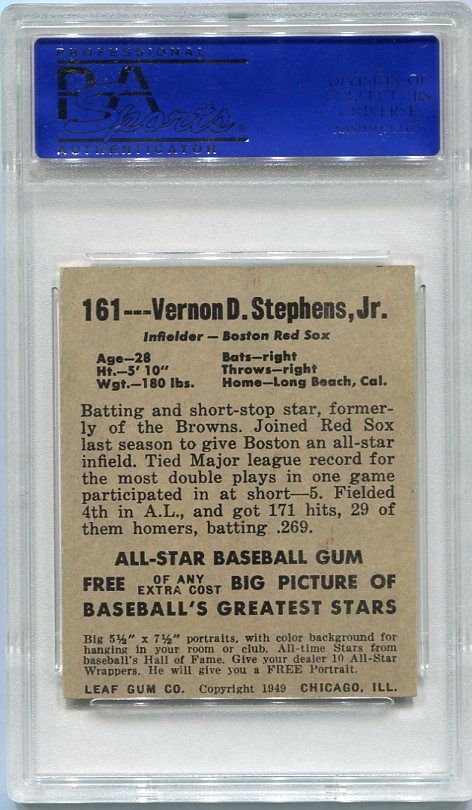 PROFESSIONAL
PSA
Sports
AUTHENTICATOR
A
DIVISION OF
COLLECTORS
UNIVERSE
NASDAQ: CLCT
161---Vernon D. Stephens, Jr.
Infielder — Boston Red Sox
Age—28 Bats—right
Ht.—5' 10" Throws—right
Wgt.—180 lbs. Home—Long Beach, Cal.
Batting and short-stop star, former-
ly of the Browns. Joined Red Sox
last season to give Boston an all-star
infield. Tied Major league record for
the most double plays in one game
participated in at short—5. Fielded
4th in A.L., and got 171 hits, 29 of
them homers, batting .269.
ALL-STAR BASEBALL GUM
FREE OF ANY EXTRA COST BIG PICTURE OF
BASEBALL'S GREATEST STARS
Big 5½" x 7½" portraits, with color background for
hanging in your room or club. All-time Stars from
baseball's Hall of Fame. Give your dealer 10 All-Star
Wrappers. He will give you a FREE Portrait.
LEAF GUM CO. Copyright 1949 CHICAGO, ILL.